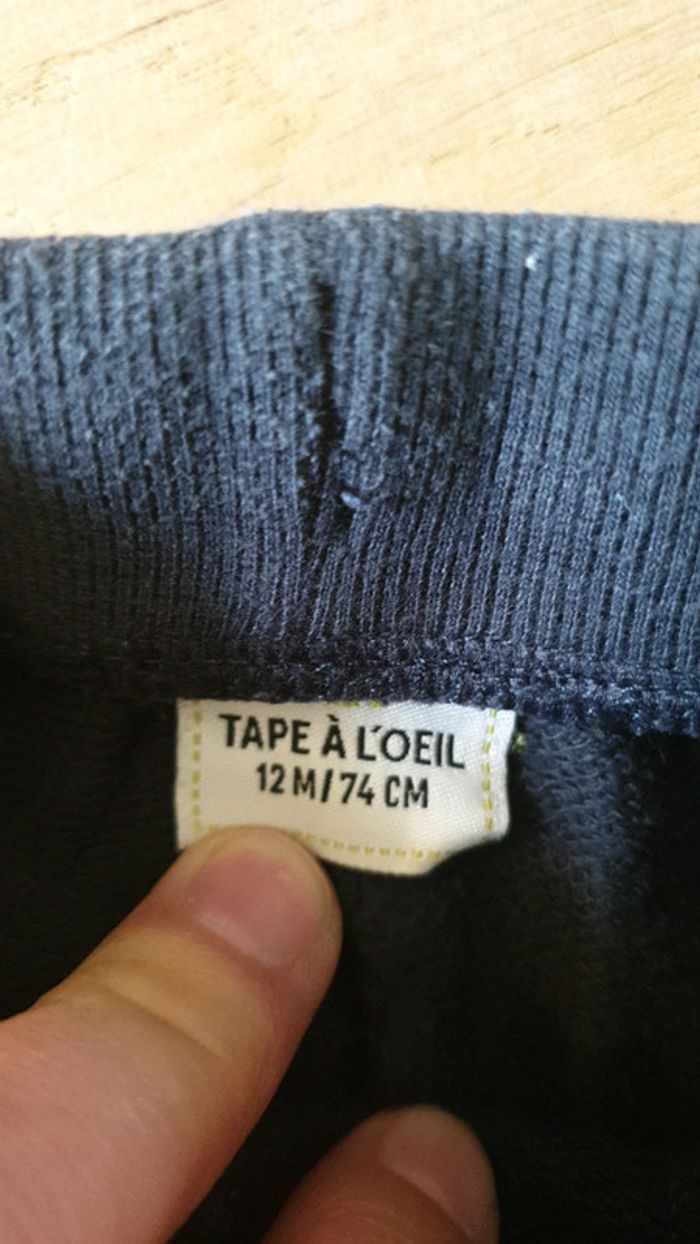 TAPE À L'OEIL
12 M/74 CM